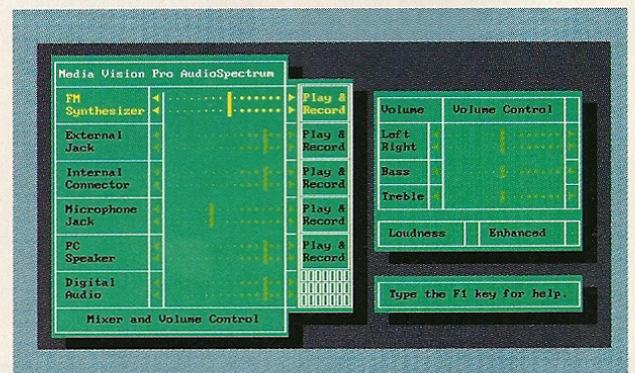 Media Vision Pro AudioSpectrum
FM
Synthesizer
Play &
Record
External
Jack
Play &
Record
Internal
Connector
Play &
Record
Microphone
Jack
Play &
Record
PC
Speaker
Play &
Record
Digital
Audio
Mixer and Volume Control
Volume
Volume Control
Left
Right
Bass
Treble
Loudness
Enhanced
Type the F1 key for help.